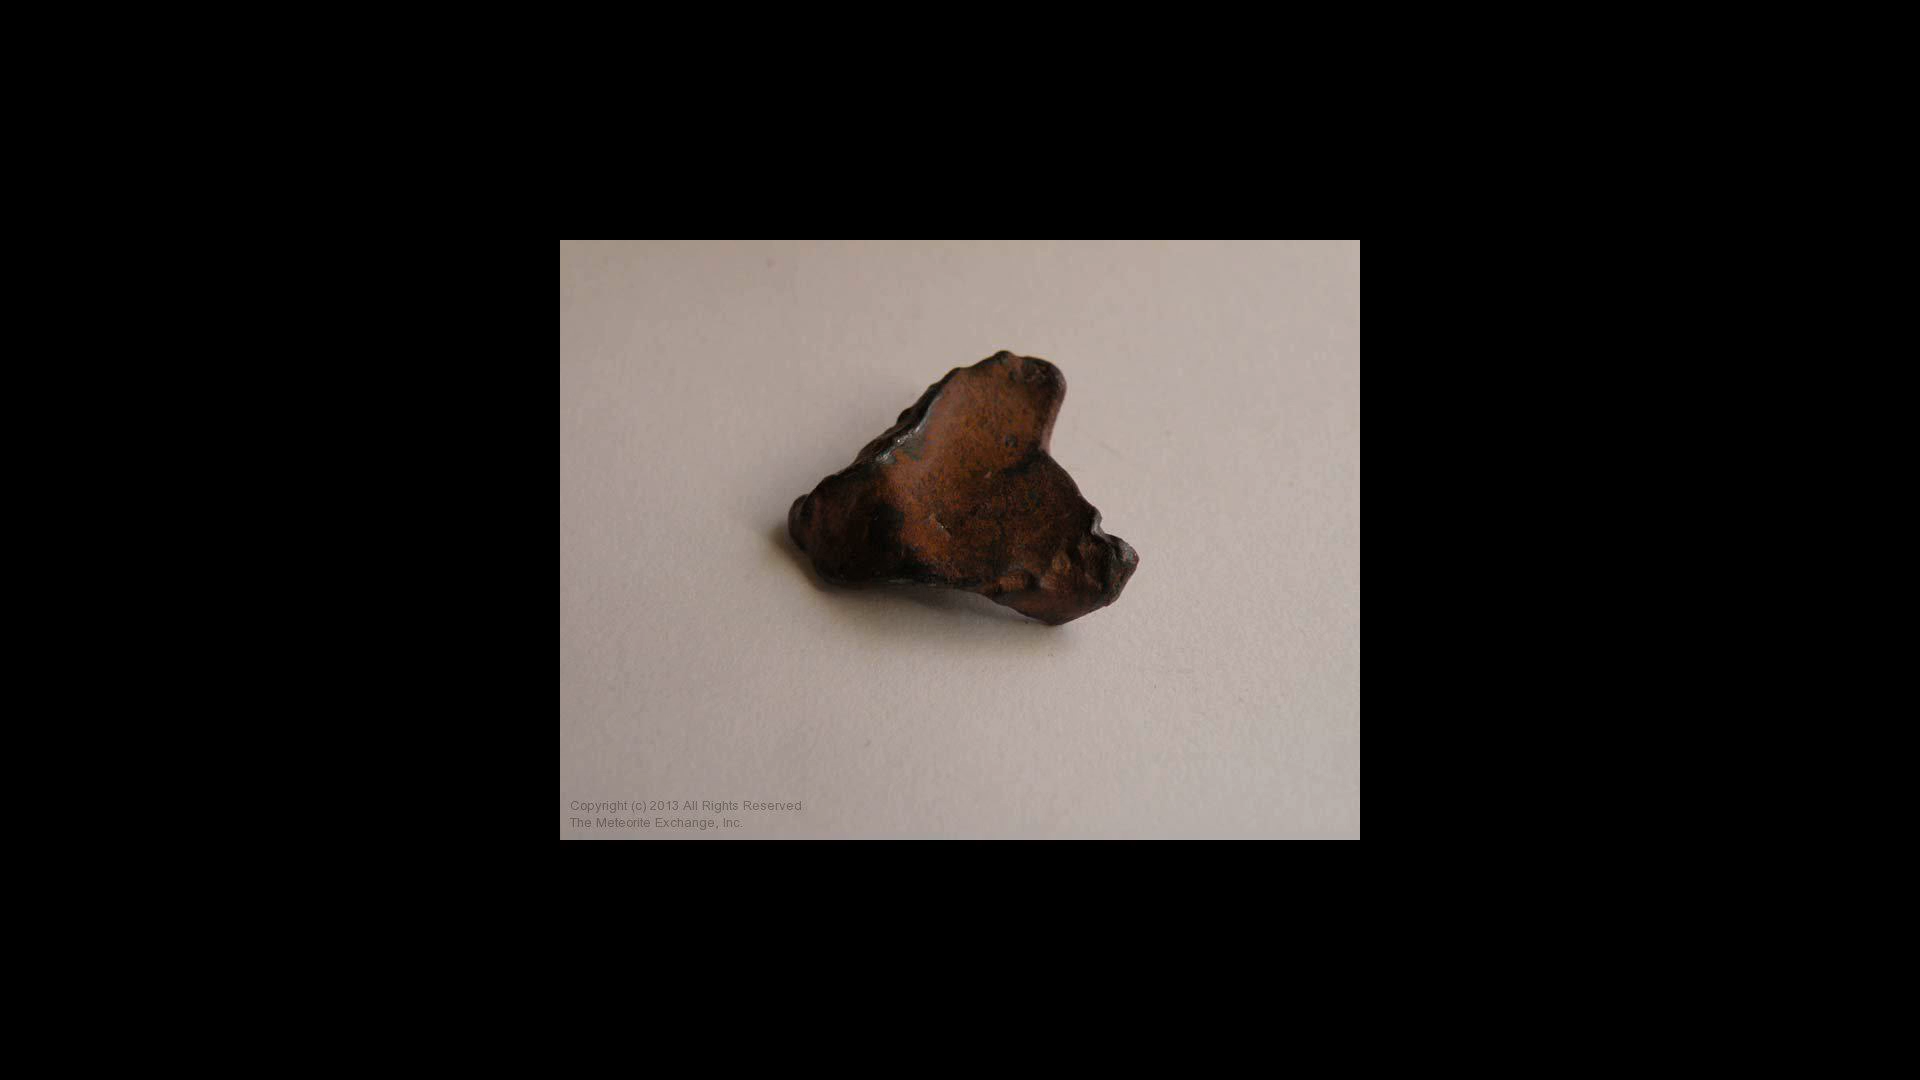 Copyright (c) 2013 All Rights Reserved
The Meteorite Exchange, Inc.